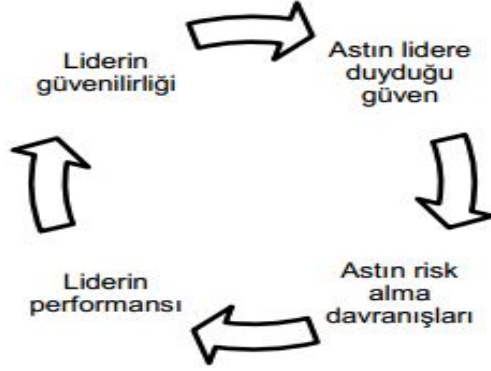 Liderin
güvenilirliği
Astın lidere
duyduğu
güven
Astın risk
alma
davranışları
Liderin
performansı